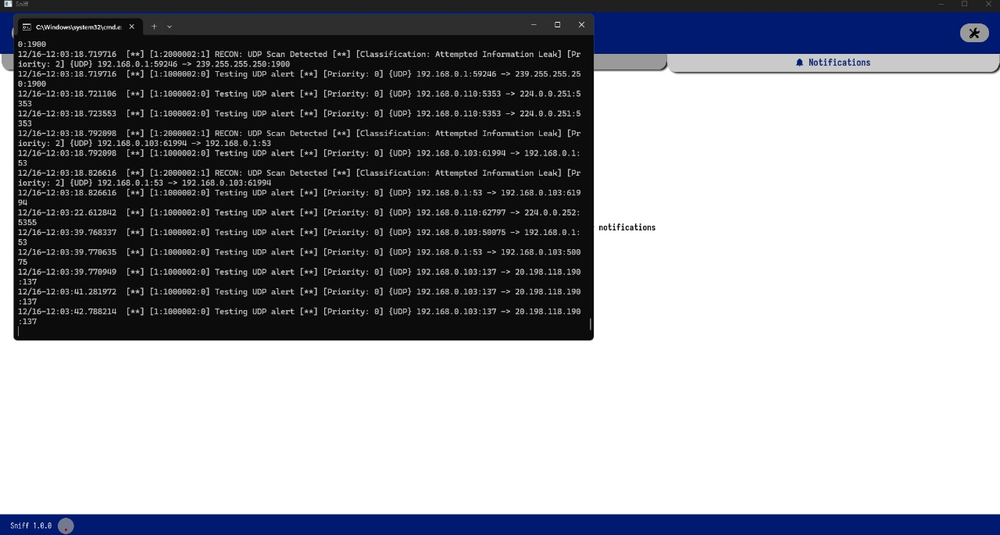 Sniff
C:\Windows\system32\cmd.e:
Notifications
0:1900
12/16-12:03:18.719716 [**] [1:2000002:1] RECON: UDP Scan Detected [**] [Classification: Attempted Information Leak] [Pr
iority: 2] {UDP} 192.168.0.1:59246 -> 239.255.255.250:1900
12/16-12:03:18.719716 [**] [1:1000002:0] Testing UDP alert [**] [Priority: 0] {UDP} 192.168.0.1:59246 -> 239.255.255.25
0:1900
12/16-12:03:18.721106 [**] [1:1000002:0] Testing UDP alert [**] [Priority: 0] {UDP} 192.168.0.110:5353 -> 224.0.0.251:5
353
12/16-12:03:18.723553 [**] [1:1000002:0] Testing UDP alert [**] [Priority: 0] {UDP} 192.168.0.110:5353 -> 224.0.0.251:5
353
12/16-12:03:18.792098 [**] [1:2000002:1] RECON: UDP Scan Detected [**] [Classification: Attempted Information Leak] [Pr
iority: 2] {UDP} 192.168.0.103:61994 -> 192.168.0.1:53
12/16-12:03:18.792098 [**] [1:1000002:0] Testing UDP alert [**] [Priority: 0] {UDP} 192.168.0.103:61994 -> 192.168.0.1:
53
12/16-12:03:18.826616 [**] [1:2000002:1] RECON: UDP Scan Detected [**] [Classification: Attempted Information Leak] [Pr
iority: 2] {UDP} 192.168.0.1:53 -> 192.168.0.103:61994
12/16-12:03:18.826616 [**] [1:1000002:0] Testing UDP alert [**] [Priority: 0] {UDP} 192.168.0.1:53 -> 192.168.0.103:619
94
12/16-12:03:22.612842 [**] [1:1000002:0] Testing UDP alert [**] [Priority: 0] {UDP} 192.168.0.110:62797 -> 224.0.0.252:
5355
12/16-12:03:39.768337 [**] [1:1000002:0] Testing UDP alert [**] [Priority: 0] {UDP} 192.168.0.103:50075 -> 192.168.0.1:
53
12/16-12:03:39.770635 [**] [1:1000002:0] Testing UDP alert [**] [Priority: 0] {UDP} 192.168.0.1:53 -> 192.168.0.103:500
75
12/16-12:03:39.770949 [**] [1:1000002:0] Testing UDP alert [**] [Priority: 0] {UDP} 192.168.0.103:137 -> 20.198.118.190
:137
12/16-12:03:41.281972 [**] [1:1000002:0] Testing UDP alert [**] [Priority: 0] {UDP} 192.168.0.103:137 -> 20.198.118.190
:137
12/16-12:03:42.788214 [**] [1:1000002:0] Testing UDP alert [**] [Priority: 0] {UDP} 192.168.0.103:137 -> 20.198.118.190
:137
notifications
Sniff 1.0.0